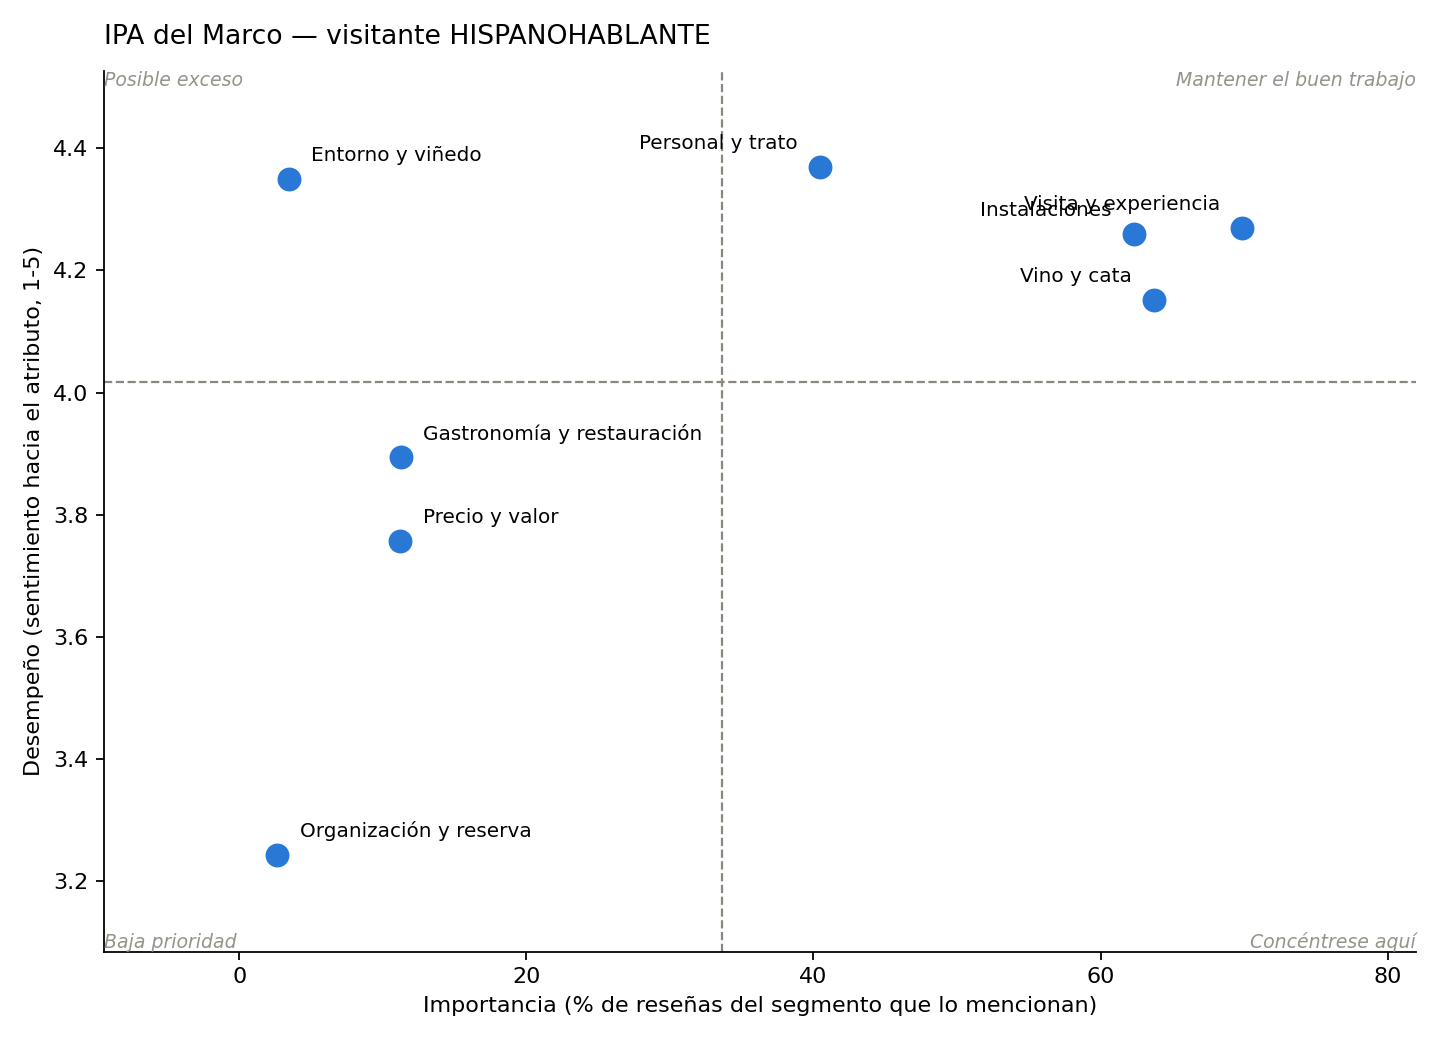 IPA del Marco — visitante HISPANOHABLANTE
Posible exceso
Mantener el buen trabajo
Personal y trato
Entorno y viñedo
Visita y experiencia
Instalaciones
Vino y cata
Gastronomía y restauración
Precio y valor
Organización y reserva
Baja prioridad
Concéntrese aquí
4.4
4.2
4.0
3.8
3.6
3.4
3.2
Desempeño (sentimiento hacia el atributo, 1-5)
0 20 40 60 80
Importancia (% de reseñas del segmento que lo mencionan)